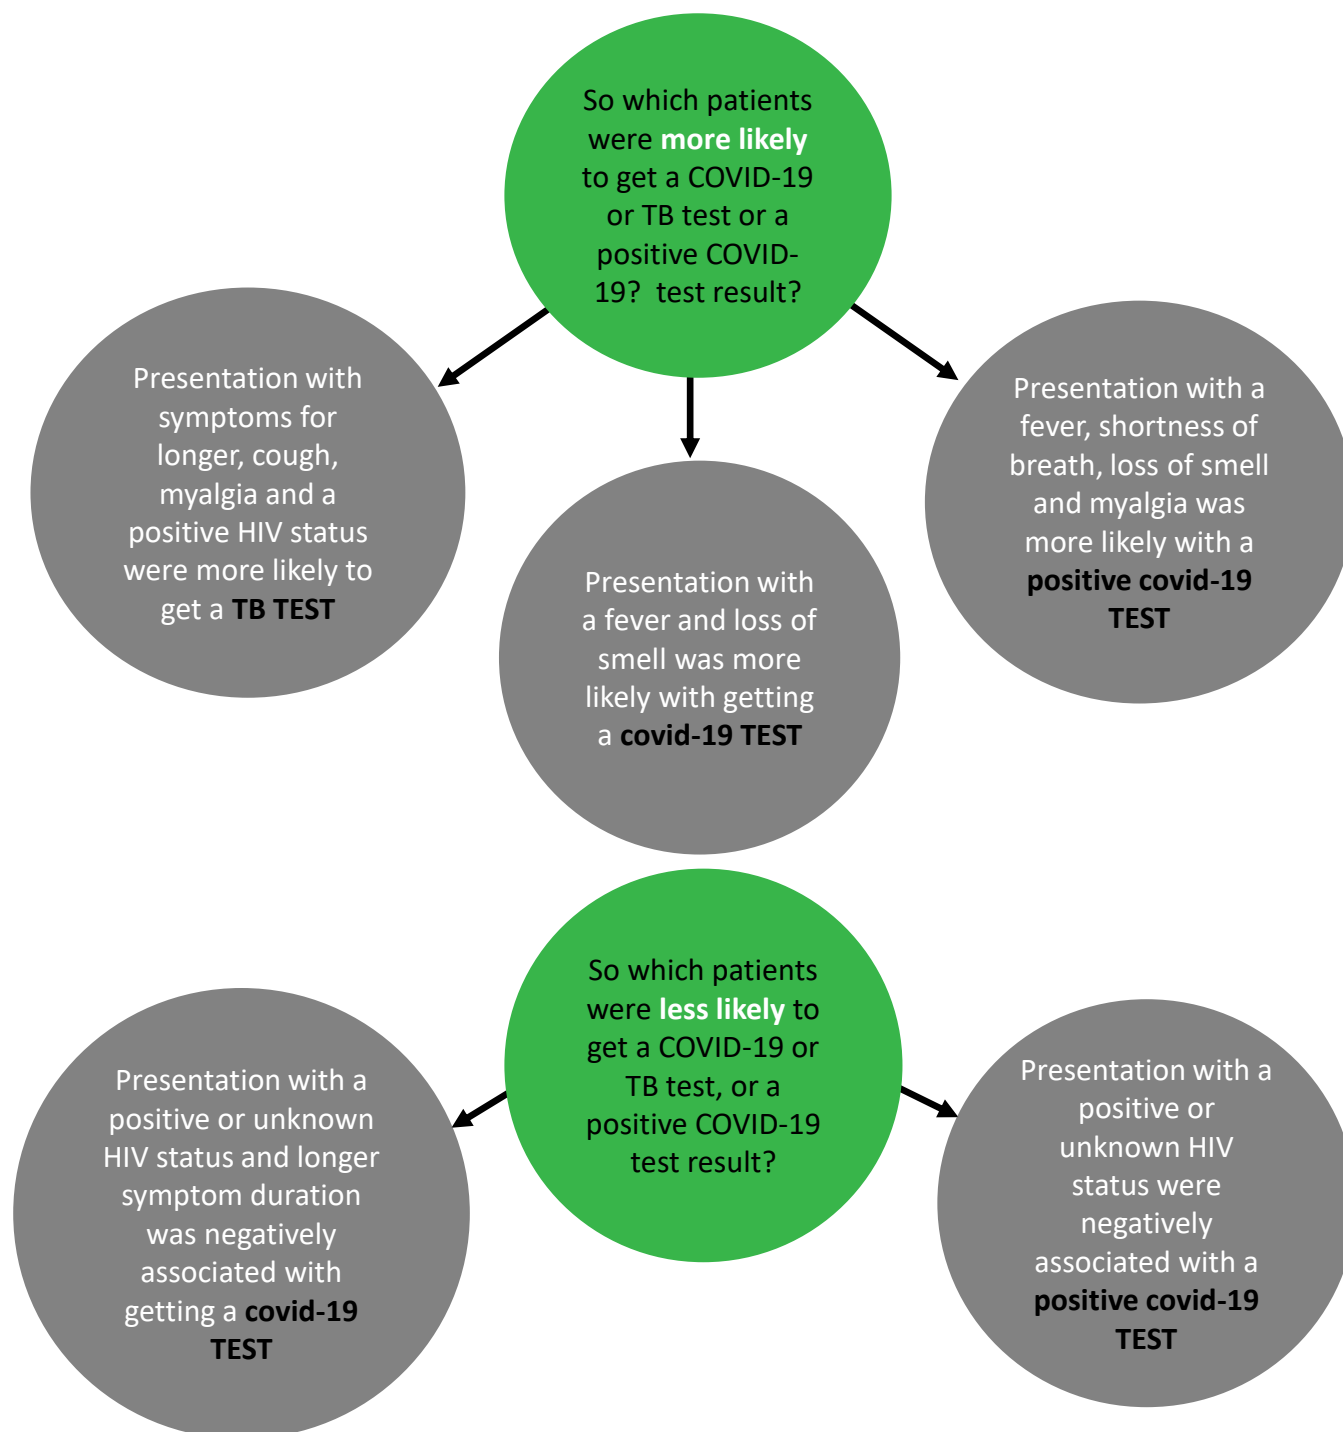 So which patients
were more likely
to get a COVID-19
or TB test or a
positive COVID-
19?  test result?
Presentation with
symptoms for
longer, cough,
myalgia and a
positive HIV status
were more likely to
get a TB TEST
Presentation with
a fever and loss of
smell was more
likely with getting
a covid-19 TEST
Presentation with a
fever, shortness of
breath, loss of smell
and myalgia was
more likely with a
positive covid-19
TEST
So which patients
were less likely to
get a COVID-19 or
TB test, or a
positive COVID-19
test result?
Presentation with a
positive or unknown
HIV status and longer
symptom duration
was negatively
associated with
getting a covid-19
TEST
Presentation with a
positive or
unknown HIV
status were
negatively
associated with a
positive covid-19
TEST